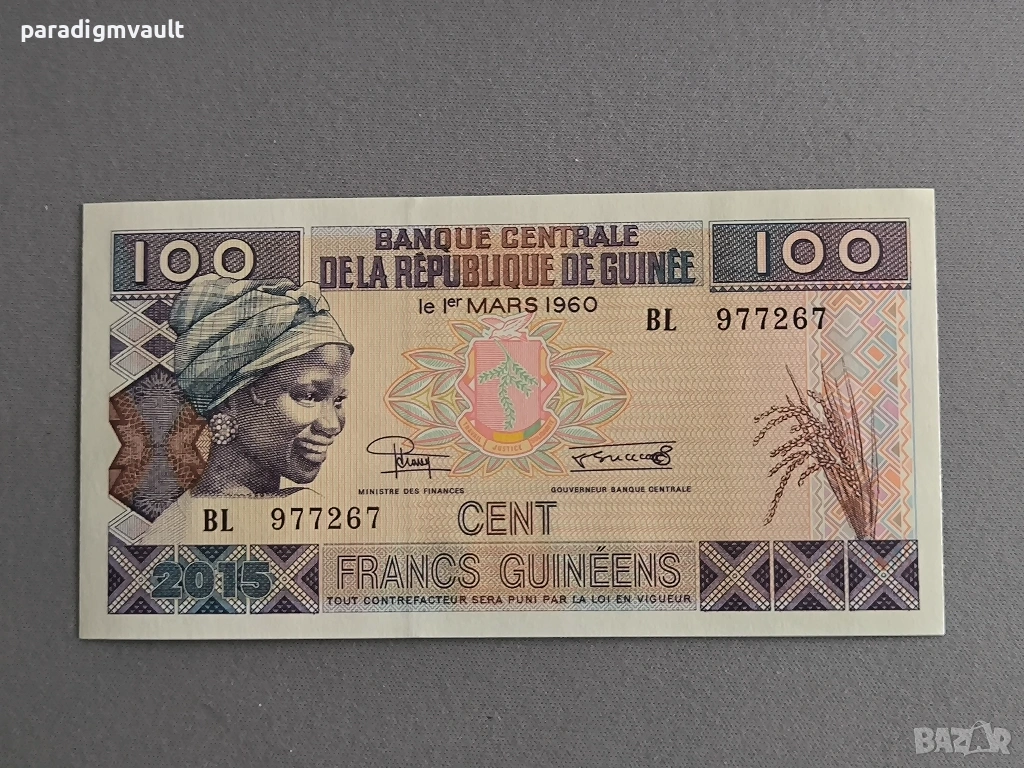 paradigmvault
100
BANQUE CENTRALE
100
DE LA RÉPUBLIQUE DE GUINÉE
le 1er MARS 1960
BL 977267
JUSTICE
MINISTRE DES FINANCES
GOUVERNEUR BANQUE CENTRALE
BL 977267
CENT
2015
FRANCS GUINÉENS
TOUT CONTREFACTEUR SERA PUNI PAR LA LOI EN VIGUEUR
BAZAR